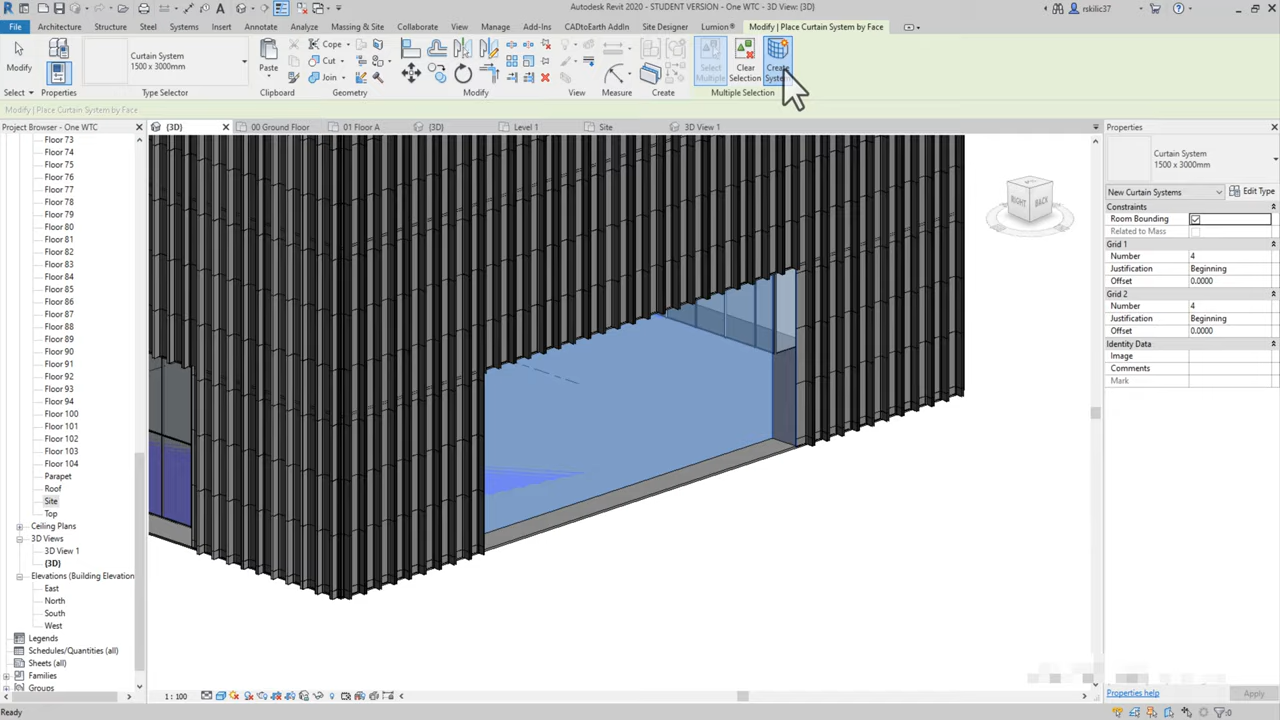 Autodesk Revit 2020 - STUDENT VERSION - One WTC - 3D View: {3D}
rskilic7
File Architecture Structure Steel Systems Insert Annotate Analyze Massing & Site Collaborate View Manage Add-Ins CADtoEarth AddIn Site Designer Lumion® Modify | Place Curtain System by Face
Modify
Select
Properties
Curtain System
1500 x 3000mm
Type Selector
Paste
Clipboard
Cope
Cut
Join
Geometry
Modify
View
Measure
Create
Select
Multiple
Clear
Selection
Create
System
Multiple Selection
Modify | Place Curtain System by Face
Project Browser - One WTC
{3D} 00 Ground Floor 01 Floor A {3D} Level 1 Site 3D View 1
Floor 73
Floor 74
Floor 75
Floor 76
Floor 77
Floor 78
Floor 79
Floor 80
Floor 81
Floor 82
Floor 83
Floor 84
Floor 85
Floor 86
Floor 87
Floor 88
Floor 89
Floor 90
Floor 91
Floor 92
Floor 93
Floor 94
Floor 100
Floor 101
Floor 102
Floor 103
Floor 104
Parapet
Roof
Site
Top
Ceiling Plans
3D Views
3D View 1
{3D}
Elevations (Building Elevation
East
North
South
West
Legends
Schedules/Quantities (all)
Sheets (all)
Families
Groups
RIGHT BACK
Properties
Curtain System
1500 x 3000mm
New Curtain Systems Edit Type
Constraints
Room Bounding
Related to Mass
Grid 1
Number 4
Justification Beginning
Offset 0.0000
Grid 2
Number 4
Justification Beginning
Offset 0.0000
Identity Data
Image
Comments
Mark
Properties help Apply
1 : 100
Ready
:0